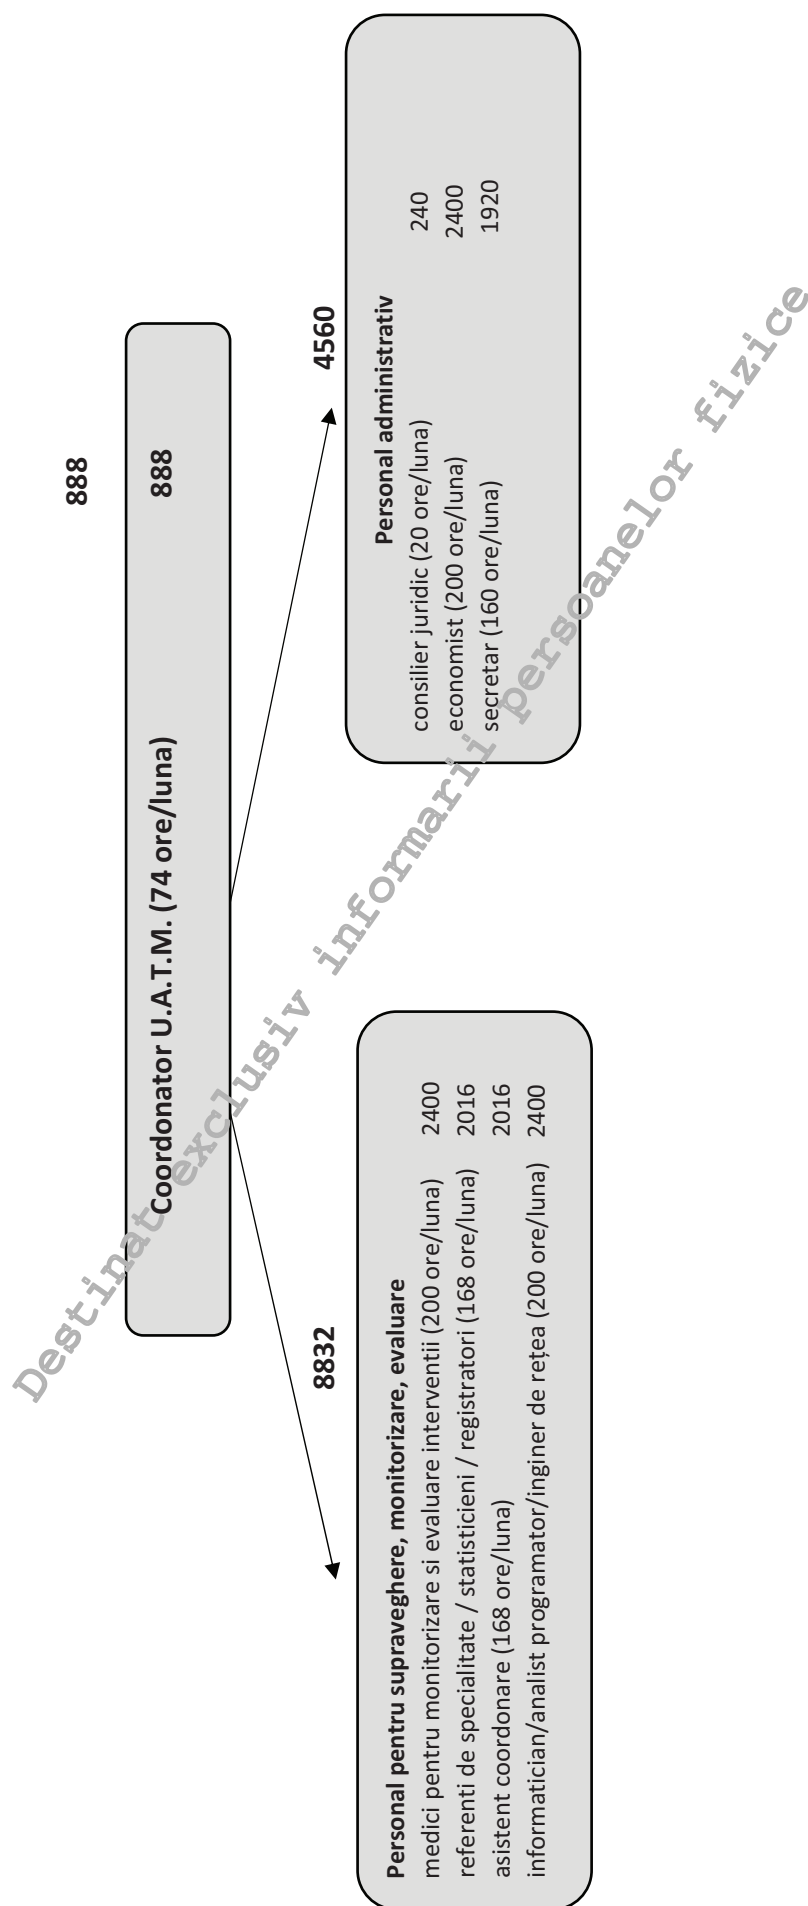 888
Coordonator U.A.T.M. (74 ore/luna) 888
8832
Personal pentru supraveghere, monitorizare, evaluare
medici pentru monitorizare si evaluare interventii (200 ore/luna) 2400
referenti de specialitate / statisticieni / registratori (168 ore/luna) 2016
asistent coordonare (168 ore/luna) 2016
informatician/analist programator/inginer de rețea (200 ore/luna) 2400
4560
Personal administrativ
consilier juridic (20 ore/luna) 240
economist (200 ore/luna) 2400
secretar (160 ore/luna) 1920
Destinat exclusiv informarii persoanelor fizice